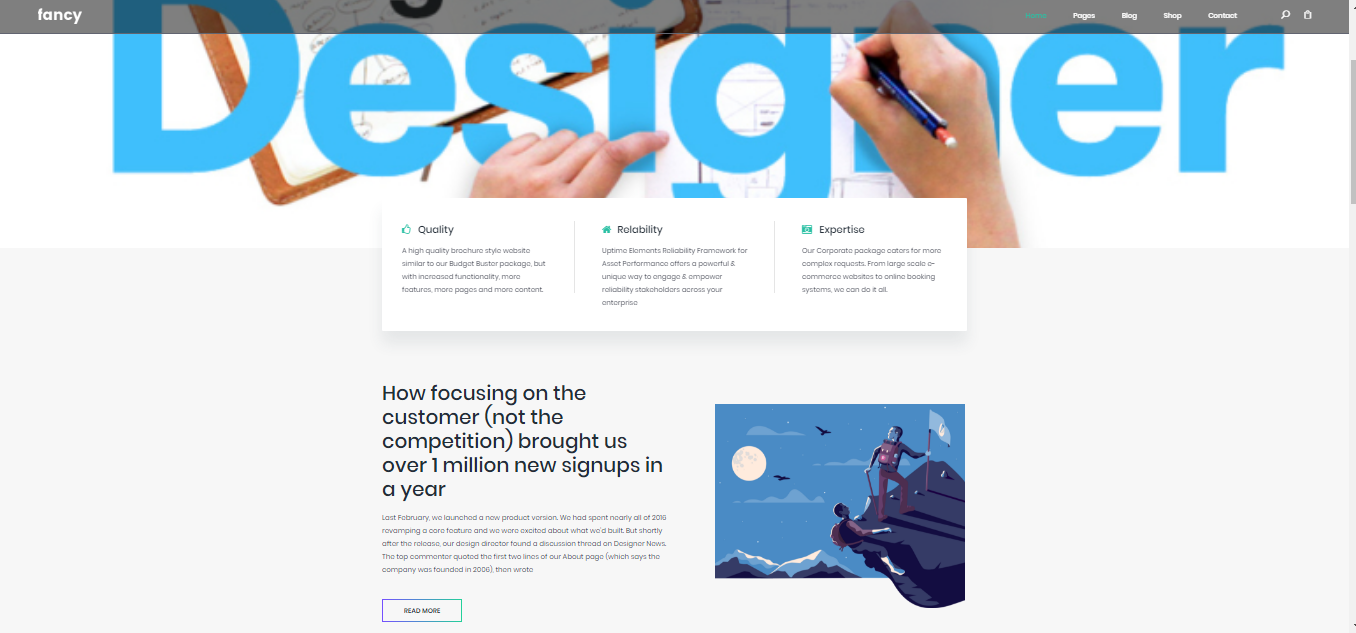 fancy
Home Pages Blog Shop Contact
Designer
Quality
A high quality brochure style website
similar to our Budget Buster package, but
with increased functionality, more
features, more pages and more content.
Relability
Uptime Elements Reliability Framework for
Asset Performance offers a powerful &
unique way to engage & empower
reliability stakeholders across your
enterprise
Expertise
Our Corporate package caters for more
complex requests. From large scale e-
commerce websites to online booking
systems, we can do it all.
How focusing on the
customer (not the
competition) brought us
over 1 million new signups in
a year
Last February, we launched a new product version. We had spent nearly all of 2016
revamping a core feature and we were excited about what we'd built. But shortly
after the release, our design director found a discussion thread on Designer News.
The top commenter quoted the first two lines of our About page (which says the
company was founded in 2006), then wrote
READ MORE